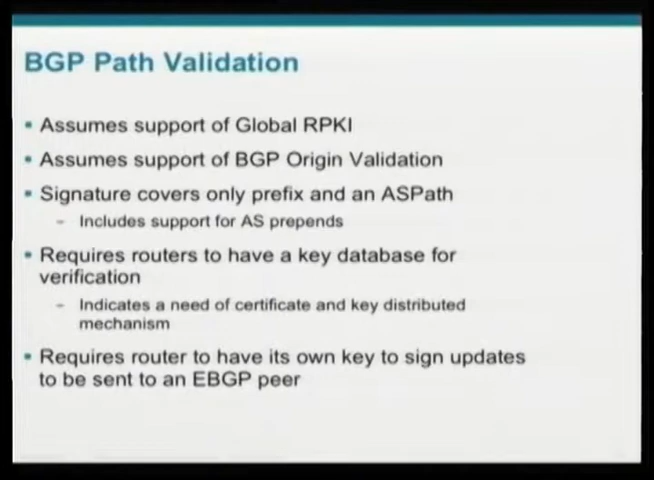 BGP Path Validation
▪ Assumes support of Global RPKI
▪ Assumes support of BGP Origin Validation
▪ Signature covers only prefix and an ASPath
– Includes support for AS prepends
▪ Requires routers to have a key database for
verification
– Indicates a need of certificate and key distributed
mechanism
▪ Requires router to have its own key to sign updates
to be sent to an EBGP peer